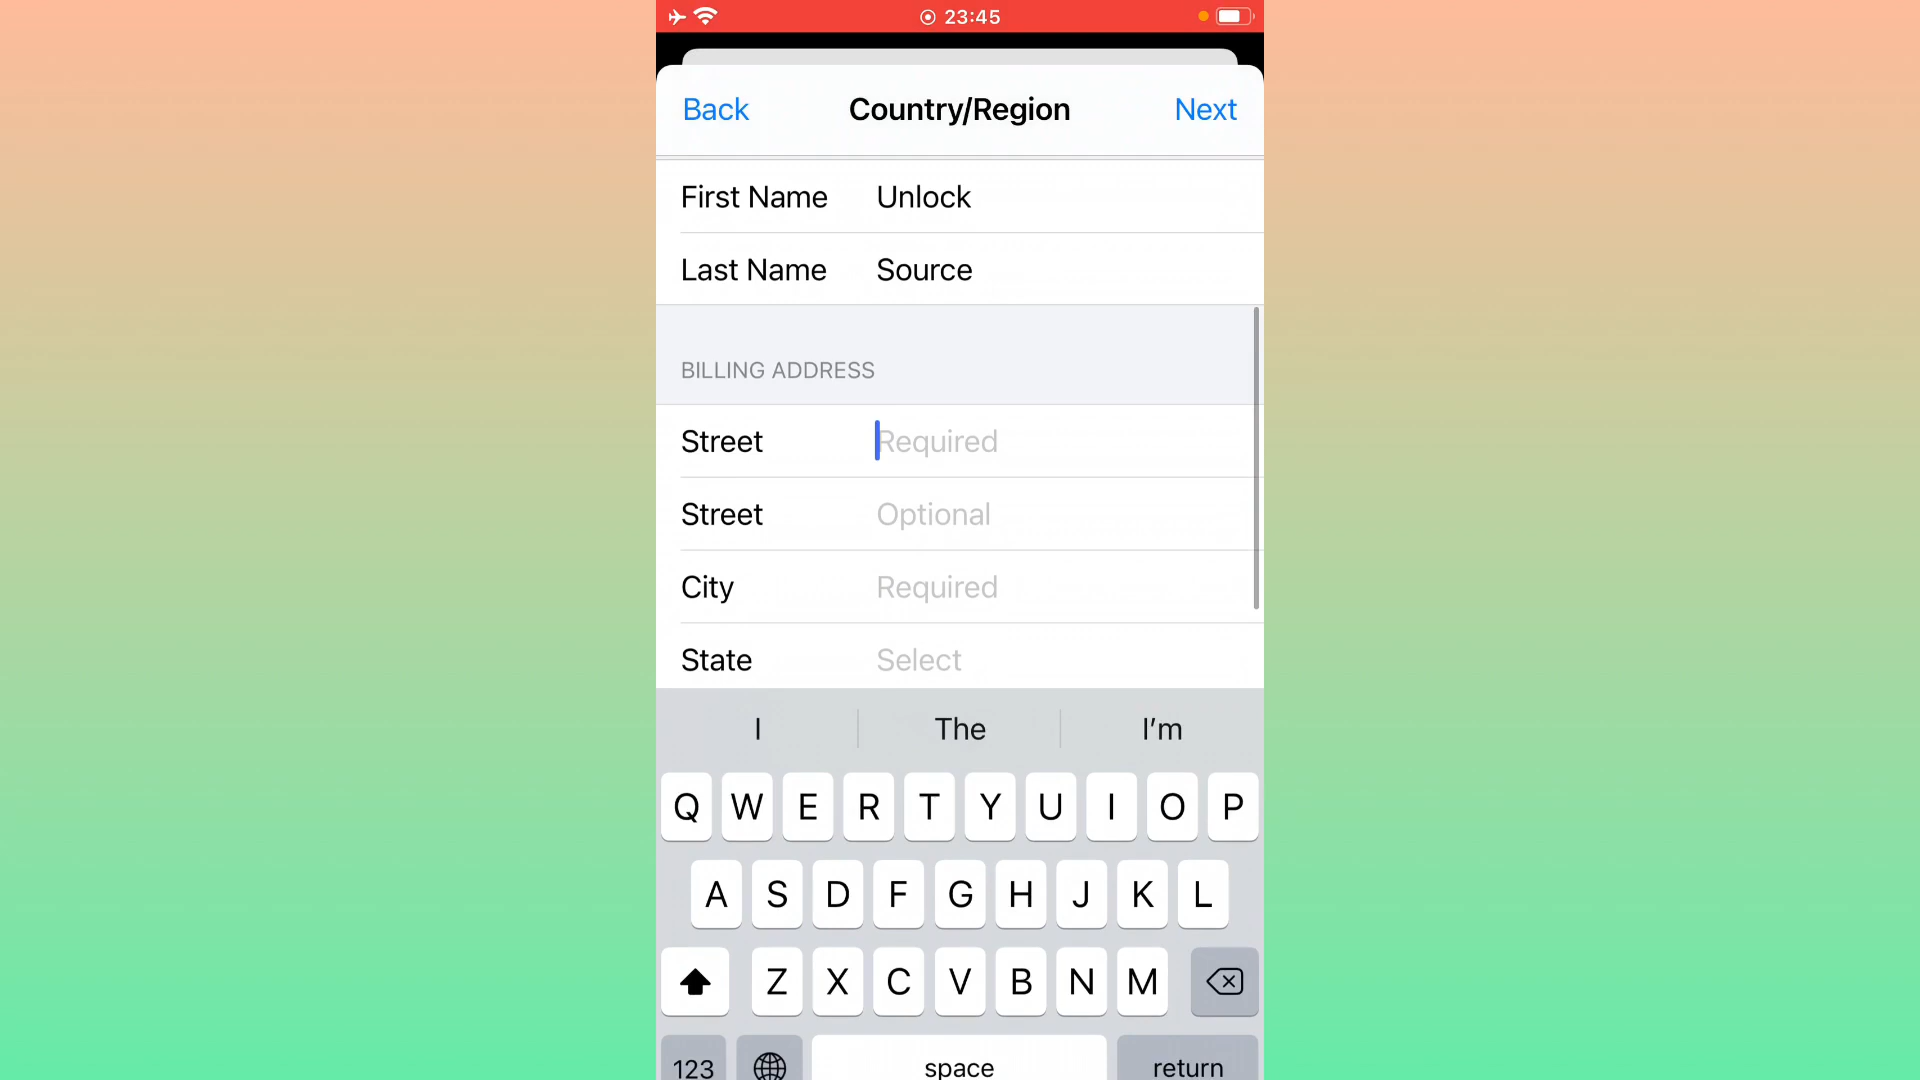 23:45
Back Country/Region Next
First Name Unlock
Last Name Source
BILLING ADDRESS
Street Required
Street Optional
City Required
State Select
I The I’m
Q W E R T Y U I O P
A S D F G H J K L
Z X C V B N M
123 space return